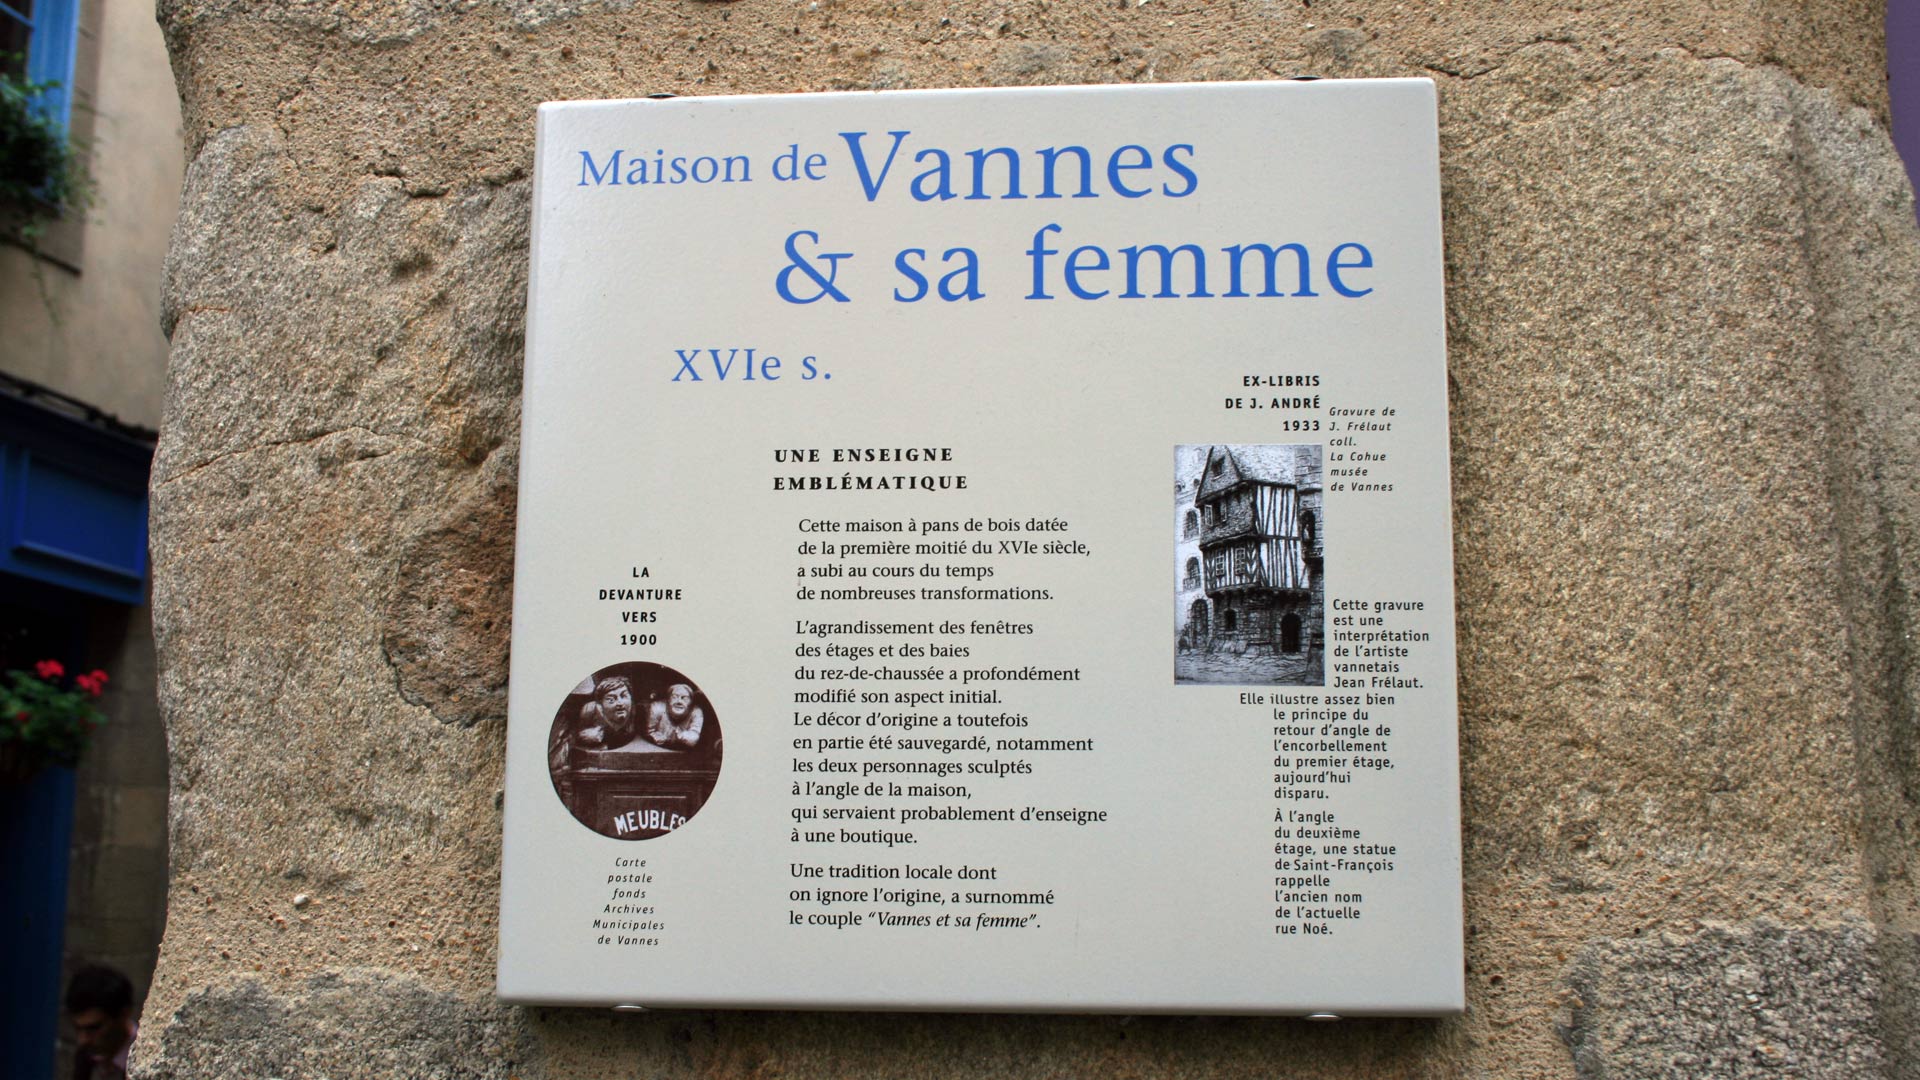 Maison de Vannes
& sa femme
XVIe s.
UNE ENSEIGNE
EMBLÉMATIQUE
Cette maison à pans de bois datée
de la première moitié du XVIe siècle,
a subi au cours du temps
de nombreuses transformations.
L'agrandissement des fenêtres
des étages et des baies
du rez-de-chaussée a profondément
modifié son aspect initial.
Le décor d'origine a toutefois
en partie été sauvegardé, notamment
les deux personnages sculptés
à l'angle de la maison,
qui servaient probablement d'enseigne
à une boutique.
Une tradition locale dont
on ignore l'origine, a surnommé
le couple "Vannes et sa femme".
LA
DEVANTURE
VERS
1900
MEUBLES
Carte
postale
fonds
Archives
Municipales
de Vannes
EX-LIBRIS
DE J. ANDRÉ
1933
Gravure de
J. Frélaut
coll.
La Cohue
musée
de Vannes
Cette gravure
est une
interprétation
de l'artiste
vannetais
Jean Frélaut.
Elle illustre assez bien
le principe du
retour d'angle de
l'encorbellement
du premier étage,
aujourd'hui
disparu.
À l'angle
du deuxième
étage, une statue
de Saint-François
rappelle
l'ancien nom
de l'actuelle
rue Noé.